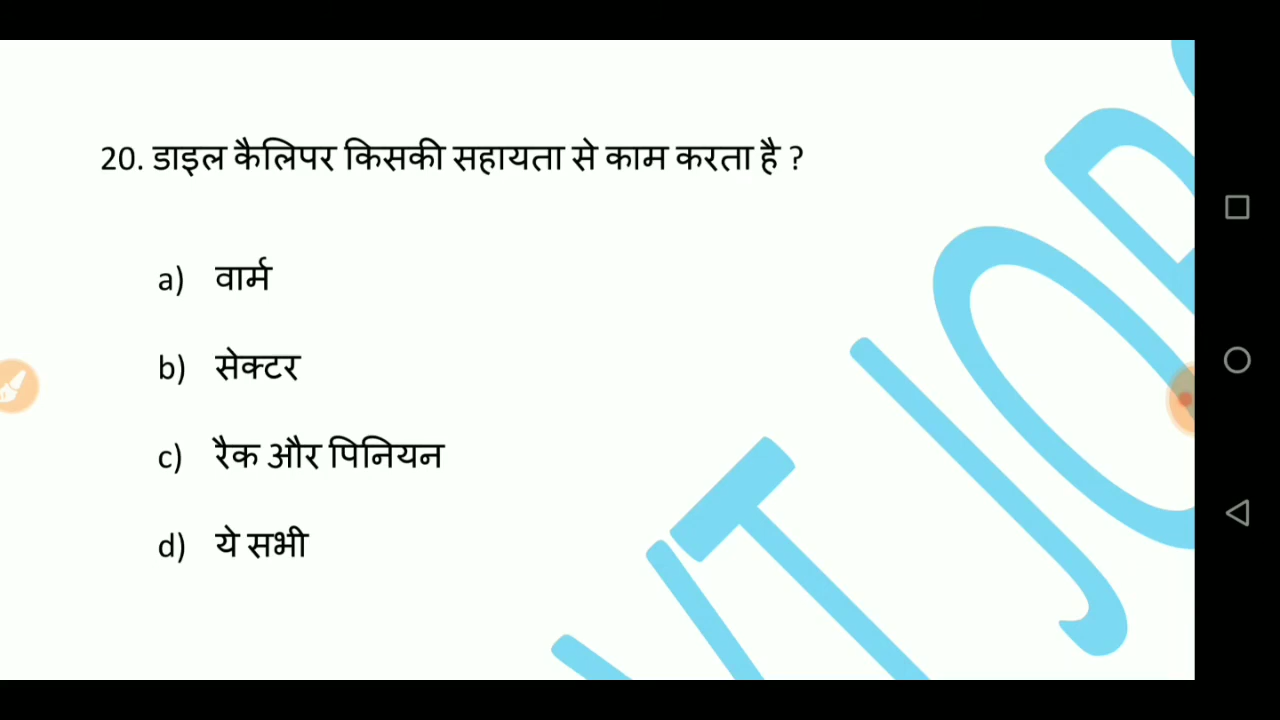 20. डाइल कैलिपर किसकी सहायता से काम करता है ?
a) वार्म
b) सेक्टर
c) रैक और पिनियन
d) ये सभी